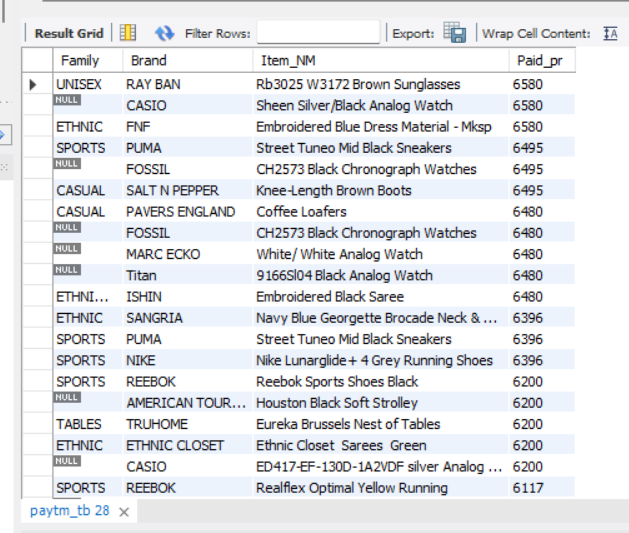 Result Grid Filter Rows: Export: Wrap Cell Content:
Family Brand Item_NM Paid_pr
UNISEX RAY BAN Rb3025 W3172 Brown Sunglasses 6580
NULL CASIO Sheen Silver/Black Analog Watch 6580
ETHNIC FNF Embroidered Blue Dress Material - Mksp 6580
SPORTS PUMA Street Tuneo Mid Black Sneakers 6495
NULL FOSSIL CH2573 Black Chronograph Watches 6495
CASUAL SALT N PEPPER Knee-Length Brown Boots 6495
CASUAL PAVERS ENGLAND Coffee Loafers 6480
NULL FOSSIL CH2573 Black Chronograph Watches 6480
NULL MARC ECKO White/ White Analog Watch 6480
NULL Titan 9166Sl04 Black Analog Watch 6480
ETHNI... ISHIN Embroidered Black Saree 6480
ETHNIC SANGRIA Navy Blue Georgette Brocade Neck & ... 6396
SPORTS PUMA Street Tuneo Mid Black Sneakers 6396
SPORTS NIKE Nike Lunarglide+ 4 Grey Running Shoes 6396
SPORTS REEBOK Reebok Sports Shoes Black 6200
NULL AMERICAN TOUR... Houston Black Soft Strolley 6200
TABLES TRUHOME Eureka Brussels Nest of Tables 6200
ETHNIC ETHNIC CLOSET Ethnic Closet Sarees Green 6200
NULL CASIO ED417-EF-130D-1A2VDF silver Analog ... 6200
SPORTS REEBOK Realflex Optimal Yellow Running 6117
paytm_tb 28